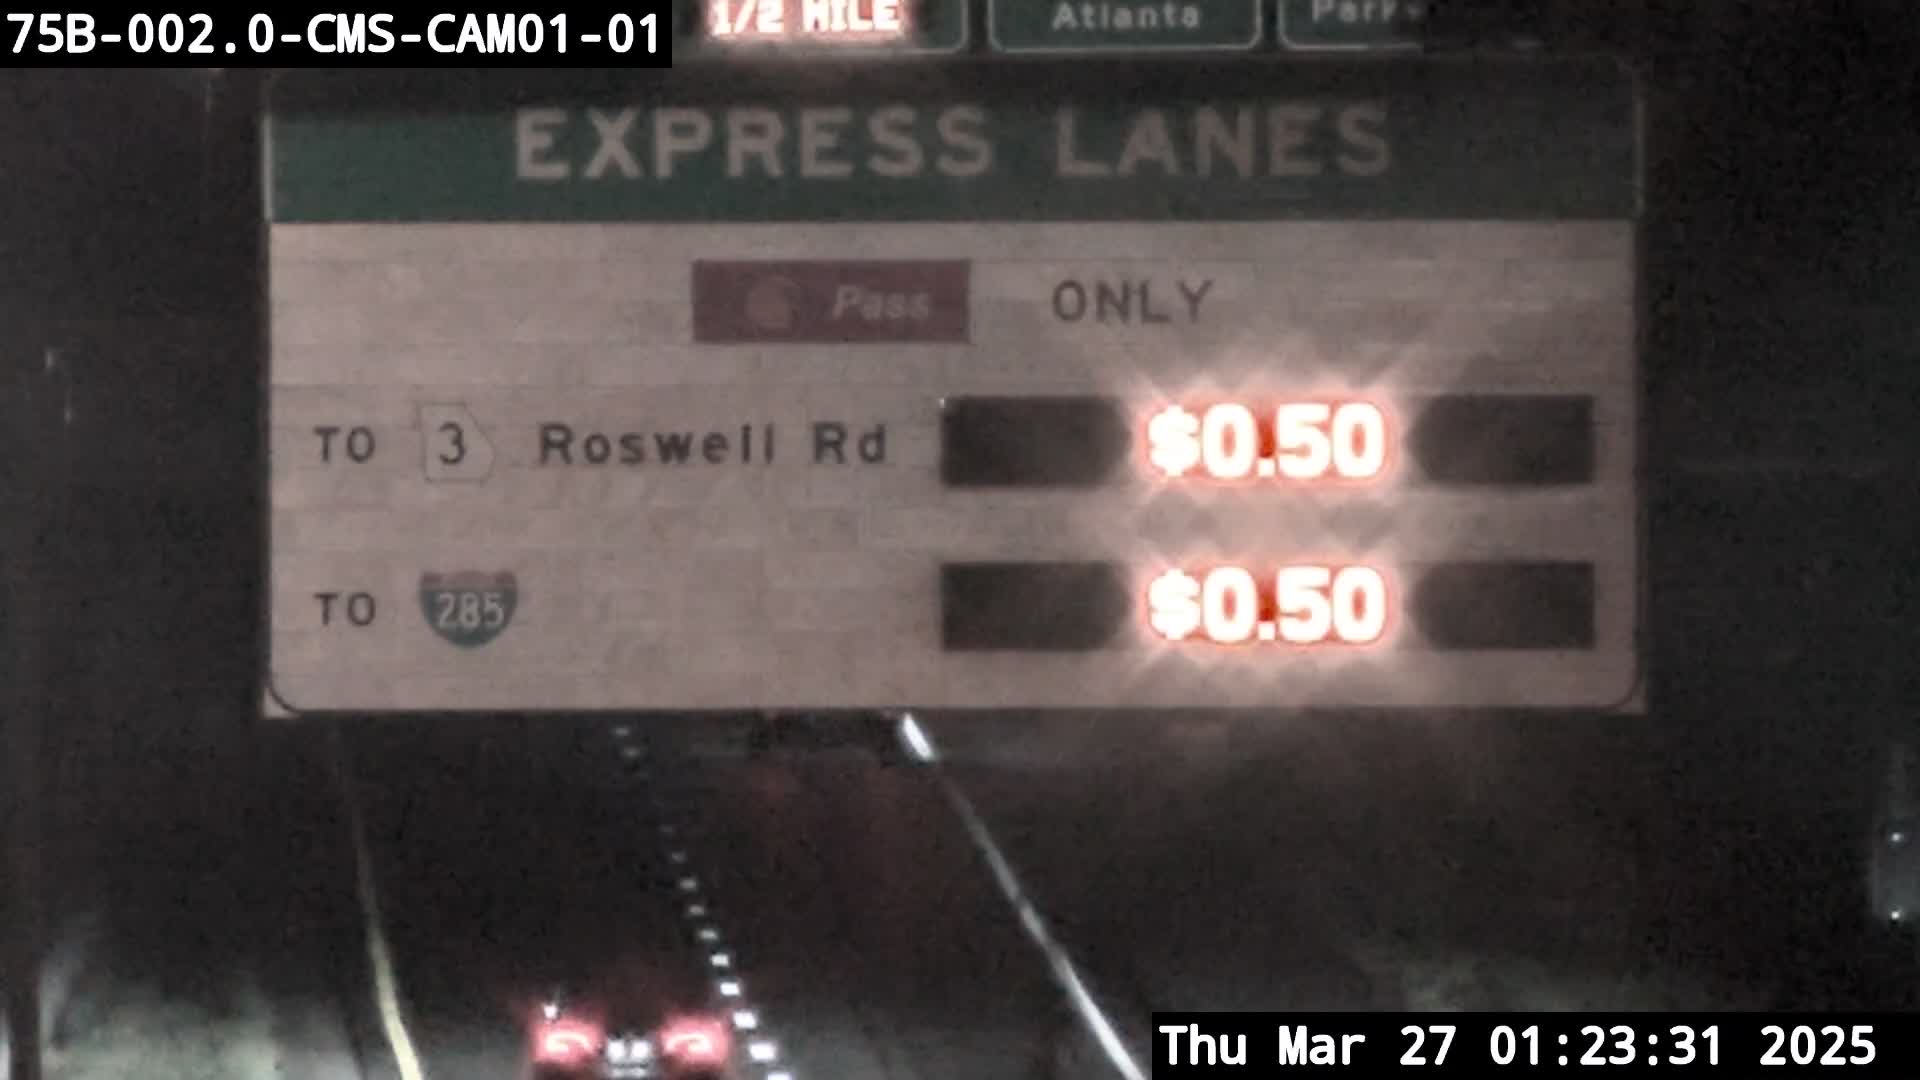 75B-002.0-CMS-CAM01-01
1/2 MILE
Atlanta
EXPRESS LANES
Pass ONLY
TO 3 Roswell Rd $0.50
TO 285 $0.50
Thu Mar 27 01:23:31 2025